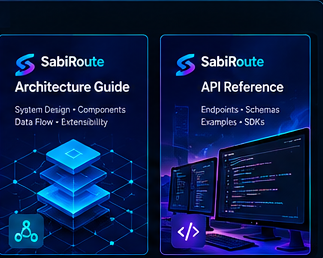 SabiRoute
Architecture Guide
System Design • Components
Data Flow • Extensibility
SabiRoute
API Reference
Endpoints • Schemas
Examples • SDKs
</>